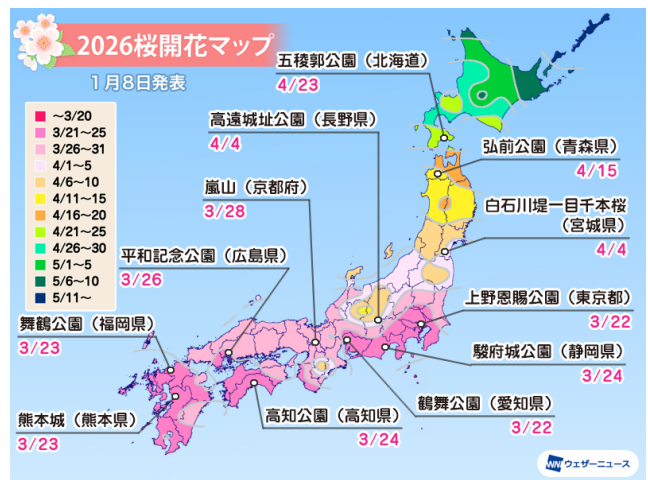 2026桜開花マップ
1月8日発表
五稜郭公園（北海道）
4/23
高遠城址公園（長野県）
4/4
弘前公園（青森県）
4/15
嵐山（京都府）
3/28
白石川堤一目千本桜
（宮城県）
4/4
平和記念公園（広島県）
3/26
上野恩賜公園（東京都）
3/22
舞鶴公園（福岡県）
3/23
駿府城公園（静岡県）
3/24
鶴舞公園（愛知県）
3/22
熊本城（熊本県）
3/23
高知公園（高知県）
3/24
～3/20
3/21～25
3/26～31
4/1～5
4/6～10
4/11～15
4/16～20
4/21～25
4/26～30
5/1～5
5/6～10
5/11～
WN ウェザーニュース